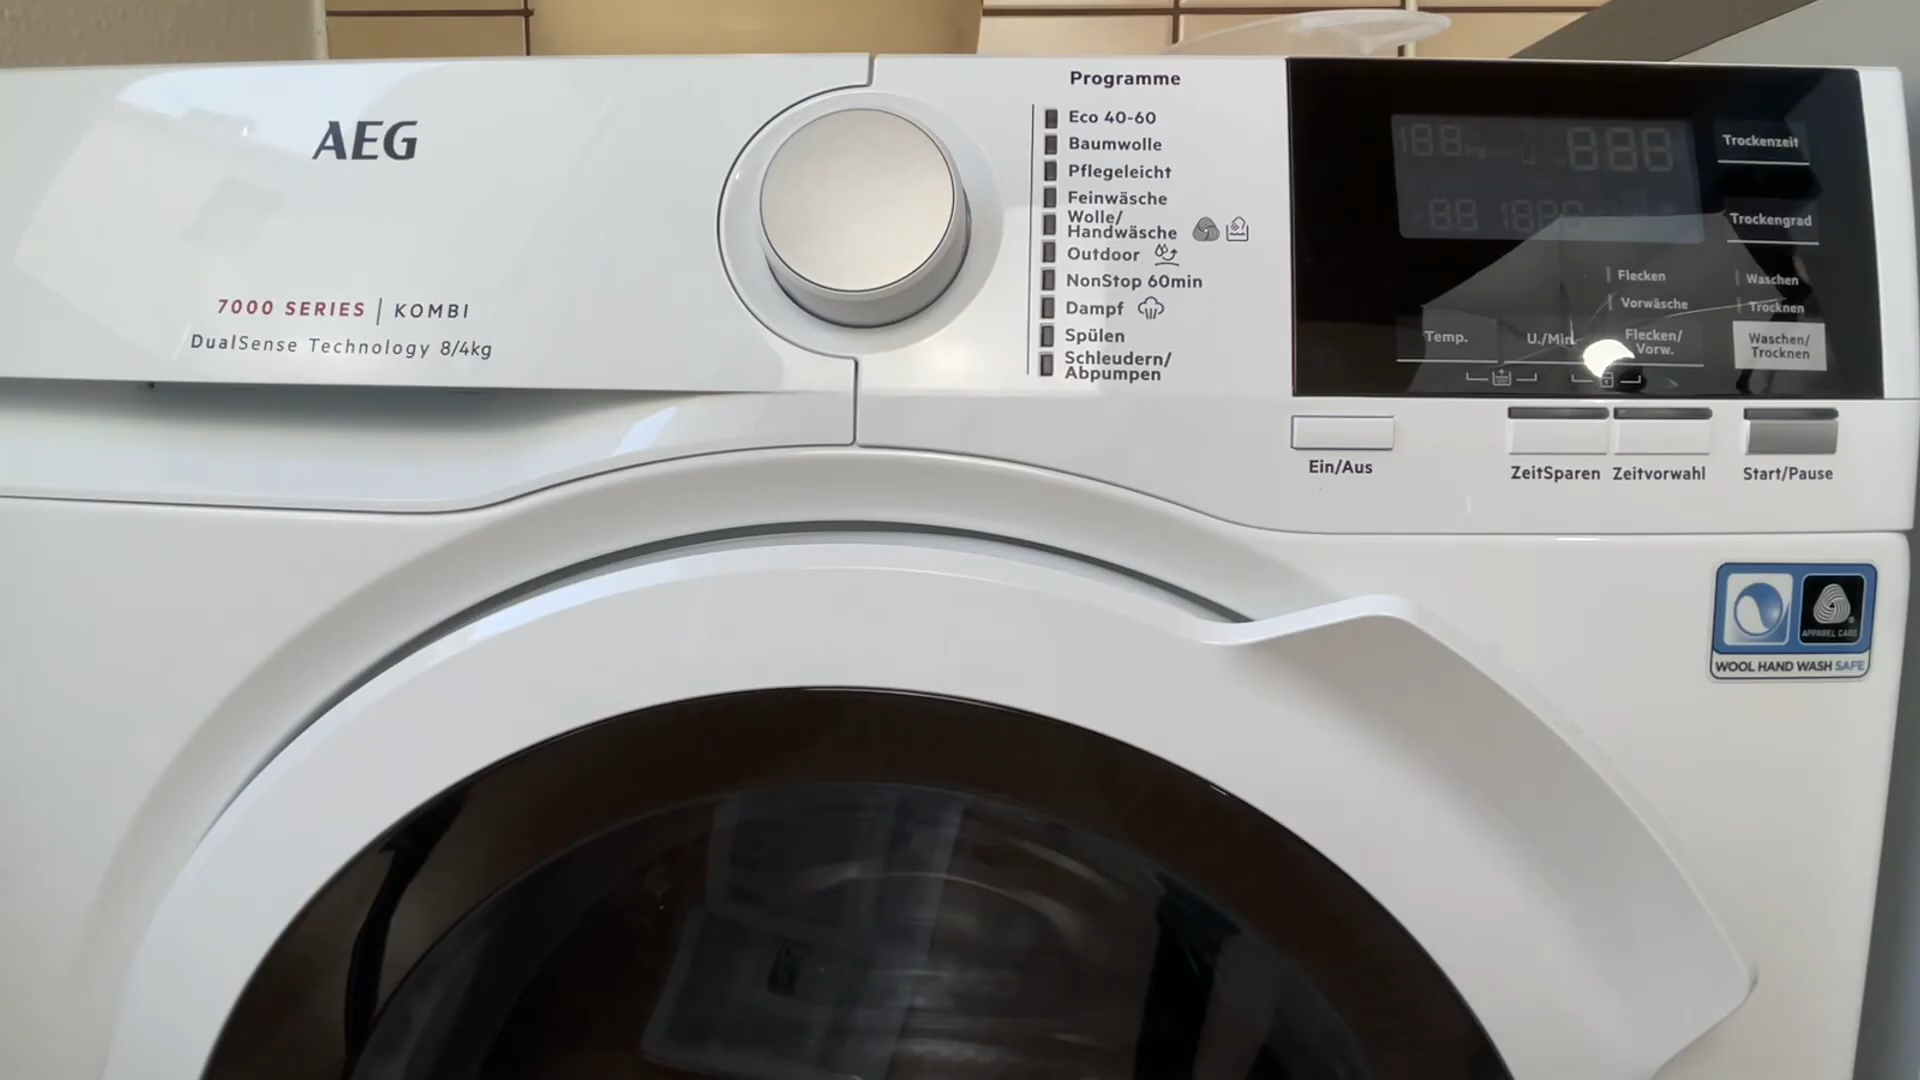 AEG
7000 SERIES | KOMBI
DualSense Technology 8/4kg
Programme
Eco 40-60
Baumwolle
Pflegeleicht
Feinwäsche
Wolle/
Handwäsche
Outdoor
NonStop 60min
Dampf
Spülen
Schleudern/
Abpumpen
Trockenzeit
Trockengrad
Flecken
Waschen
Vorwäsche
Trocknen
Temp.
U./Min.
Flecken/
Vorw.
Waschen/
Trocknen
Ein/Aus
ZeitSparen
Zeitvorwahl
Start/Pause
APPAREL CARE
WOOL HAND WASH SAFE